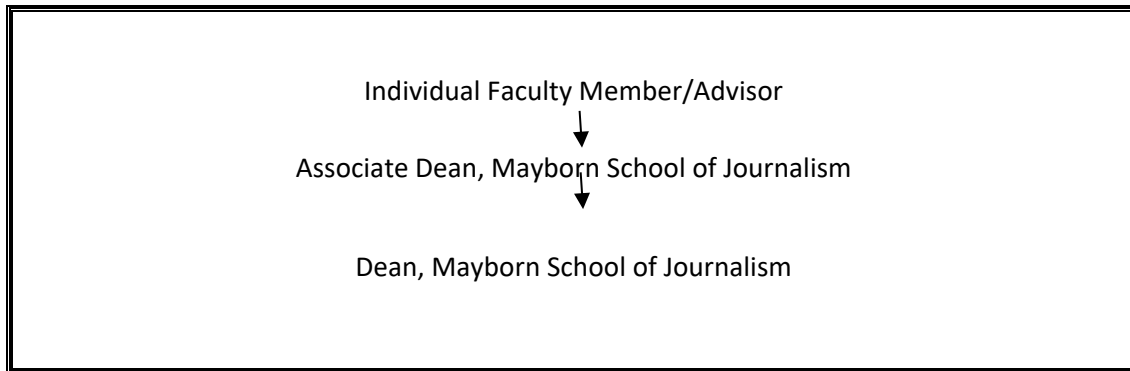 Individual Faculty Member/Advisor
Associate Dean, Mayborn School of Journalism
Dean, Mayborn School of Journalism